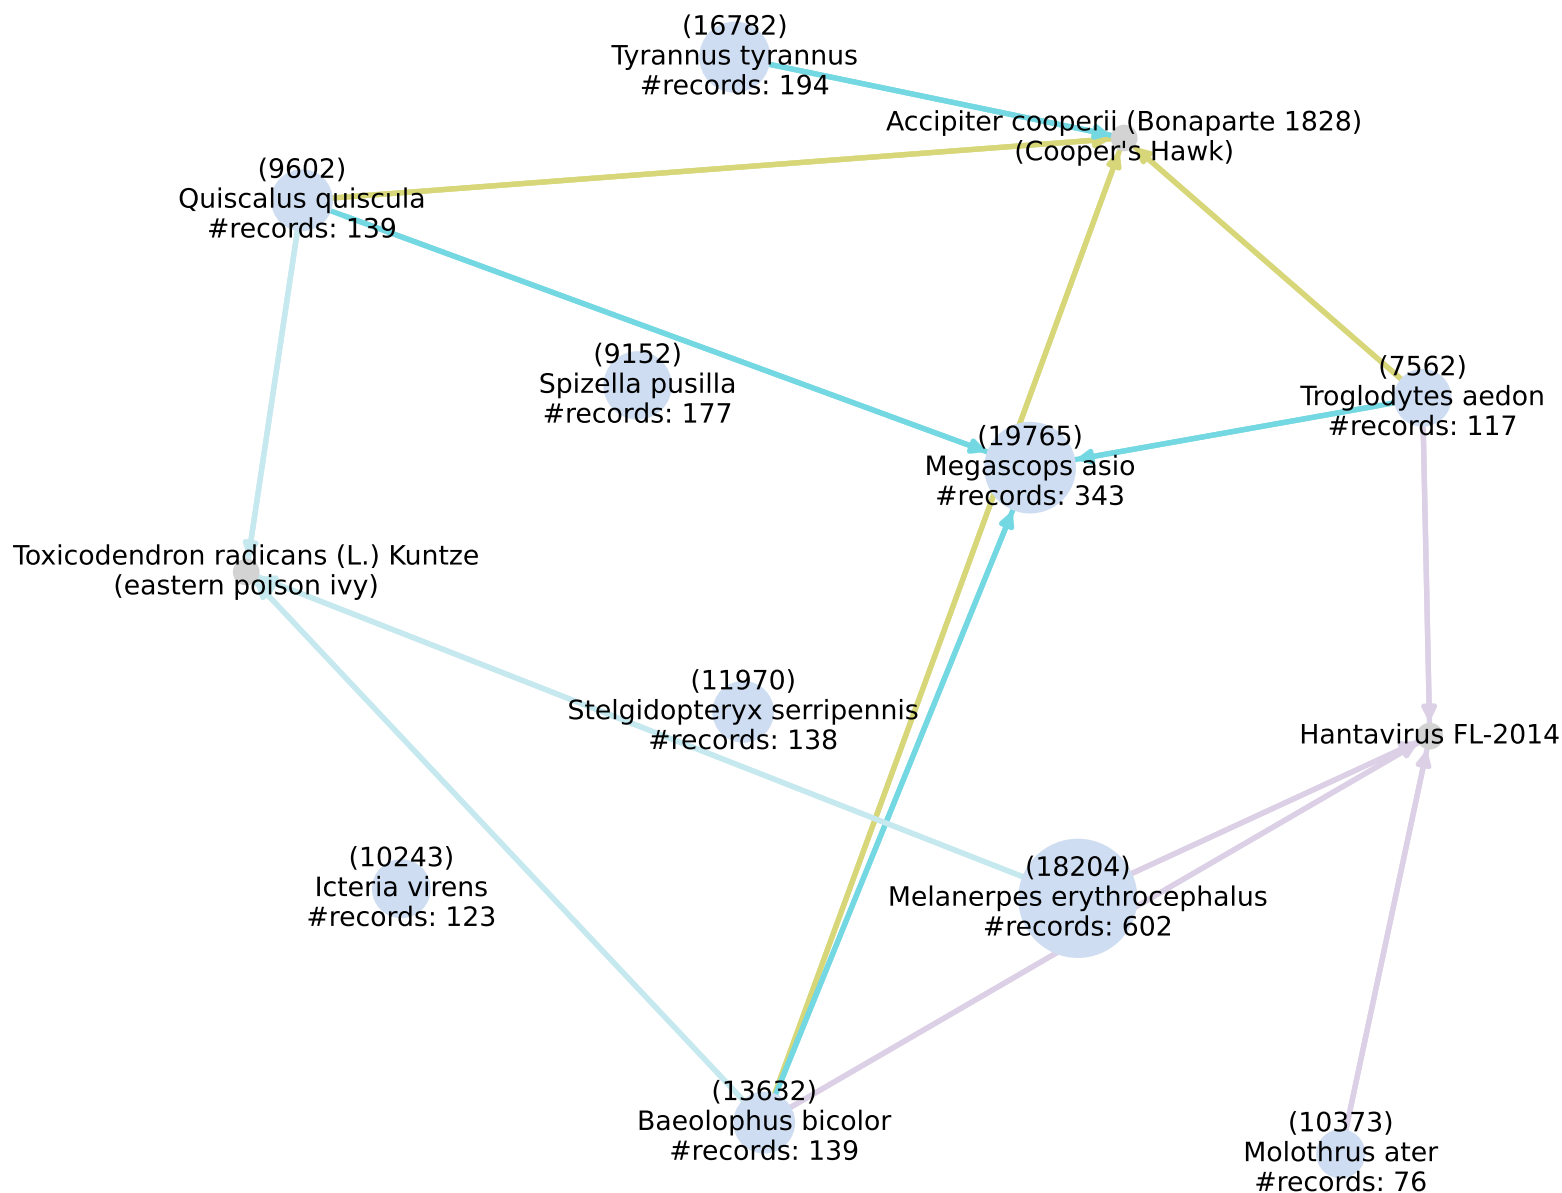 (16782)
Tyrannus tyrannus
#records: 194
Accipiter cooperii (Bonaparte 1828)
(Cooper's Hawk)
(9602)
Quiscalus quiscula
#records: 139
(9152)
Spizella pusilla
#records: 177
(7562)
Troglodytes aedon
#records: 117
(19765)
Megascops asio
#records: 343
Toxicodendron radicans (L.) Kuntze
(eastern poison ivy)
(11970)
Stelgidopteryx serripennis
#records: 138
Hantavirus FL-2014
(10243)
Icteria virens
#records: 123
(18204)
Melanerpes erythrocephalus
#records: 602
(13632)
Baeolophus bicolor
#records: 139
(10373)
Molothrus ater
#records: 76